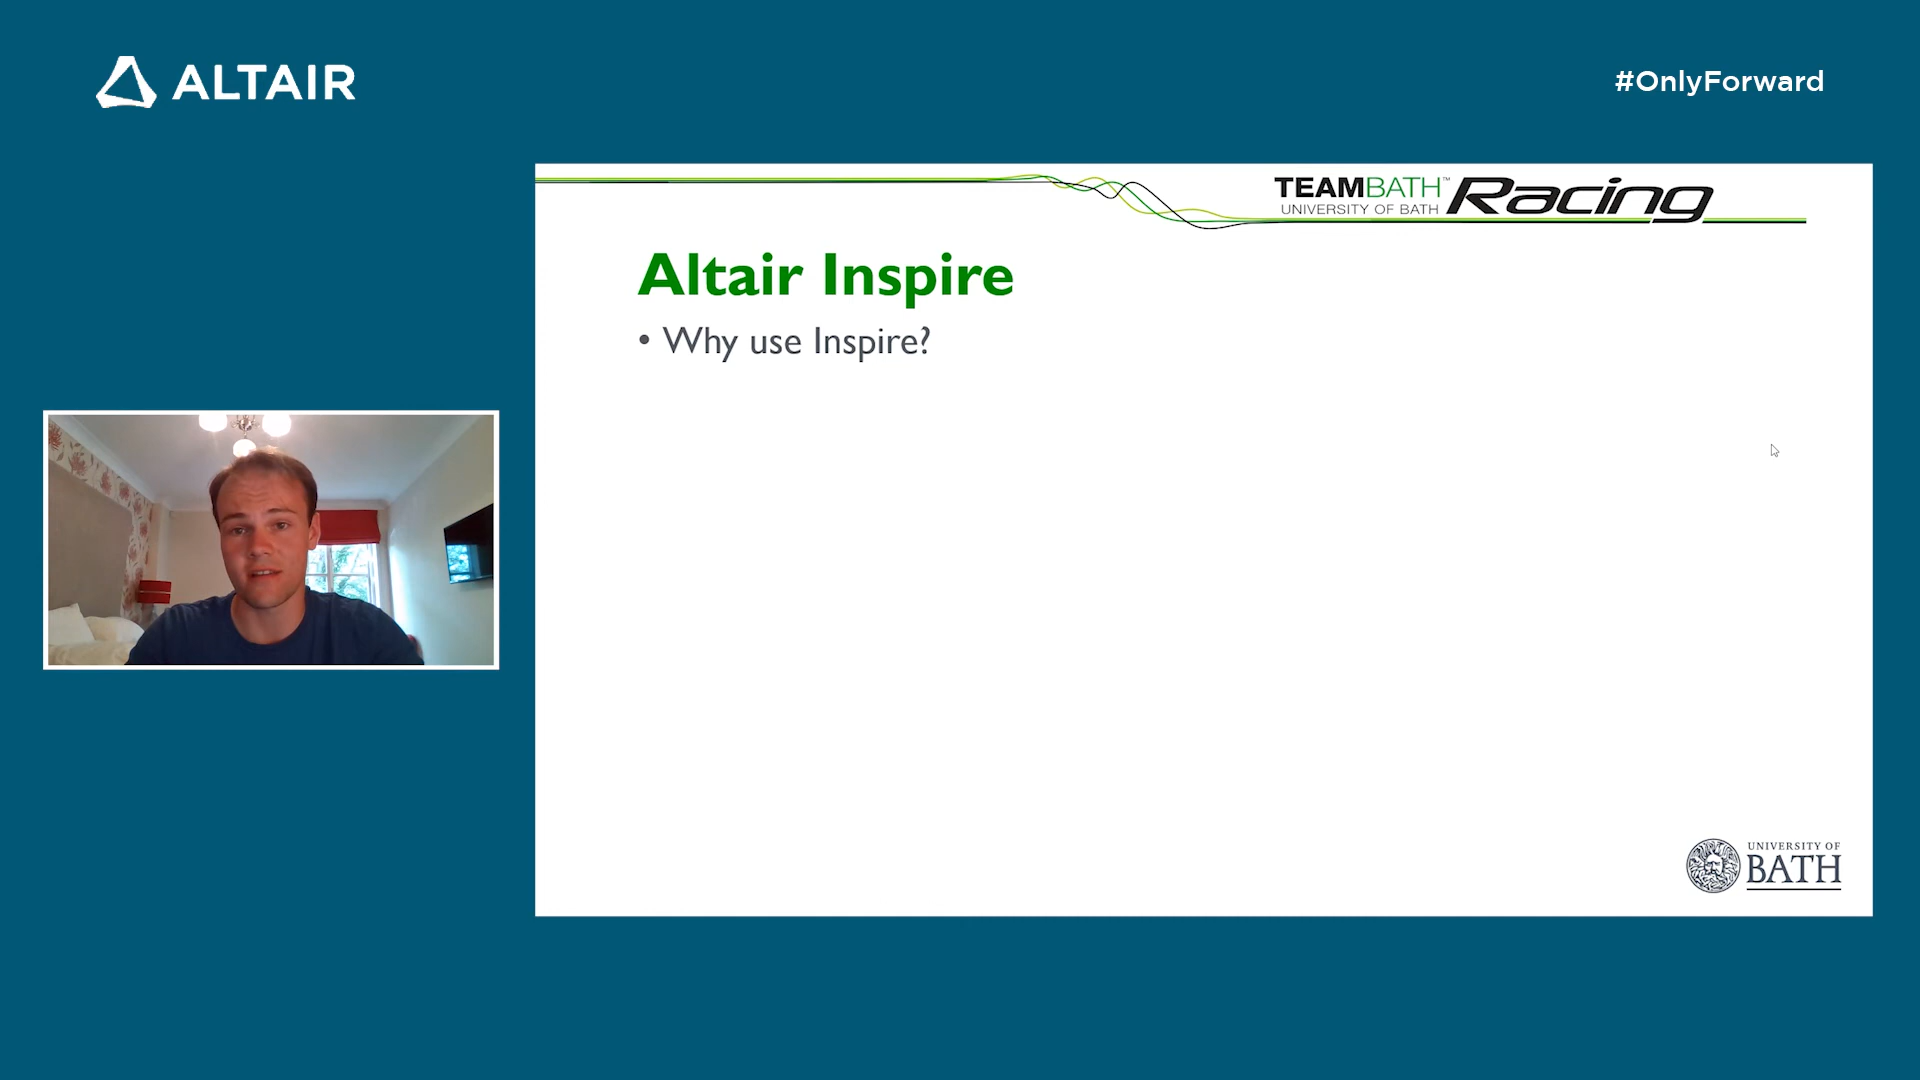 ALTAIR
#OnlyForward
TEAMBATH™ Racing
UNIVERSITY OF BATH
Altair Inspire
• Why use Inspire?
UNIVERSITY OF
BATH